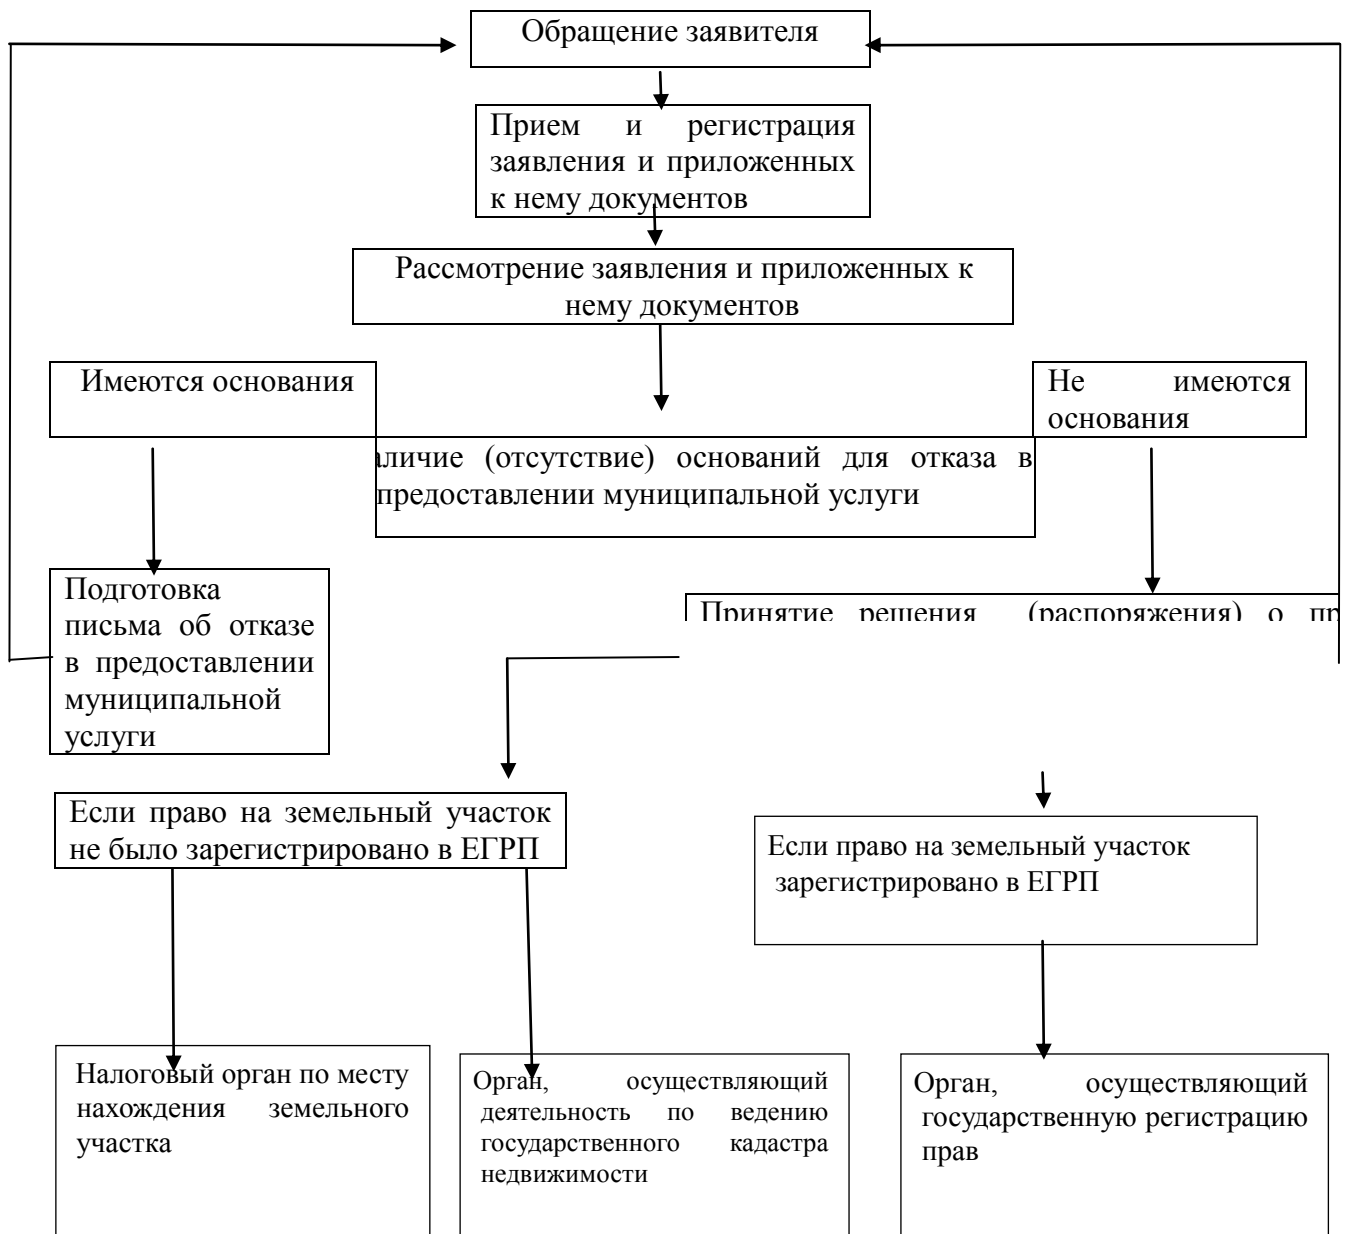 Обращение заявителя
Прием и регистрация
заявления и приложенных
к нему документов
Рассмотрение заявления и приложенных к
нему документов
Имеются основания
Не имеются
основания
аличие (отсутствие) оснований для отказа в
предоставлении муниципальной услуги
Подготовка
письма об отказе
в предоставлении
муниципальной
услуги
Принятие решения (распоряжения) о пр
Если право на земельный участок
не было зарегистрировано в ЕГРП
Если право на земельный участок
зарегистрировано в ЕГРП
Налоговый орган по месту
нахождения земельного
участка
Орган, осуществляющий
деятельность по ведению
государственного кадастра
недвижимости
Орган, осуществляющий
государственную регистрацию
прав